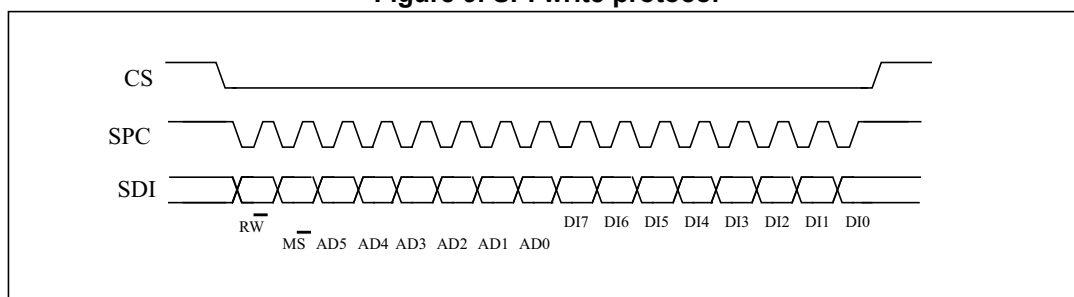 Figure 9. SPI write protocol
CS
SPC
SDI
RW DI7 DI6 DI5 DI4 DI3 DI2 DI1 DI0
MS AD5 AD4 AD3 AD2 AD1 AD0